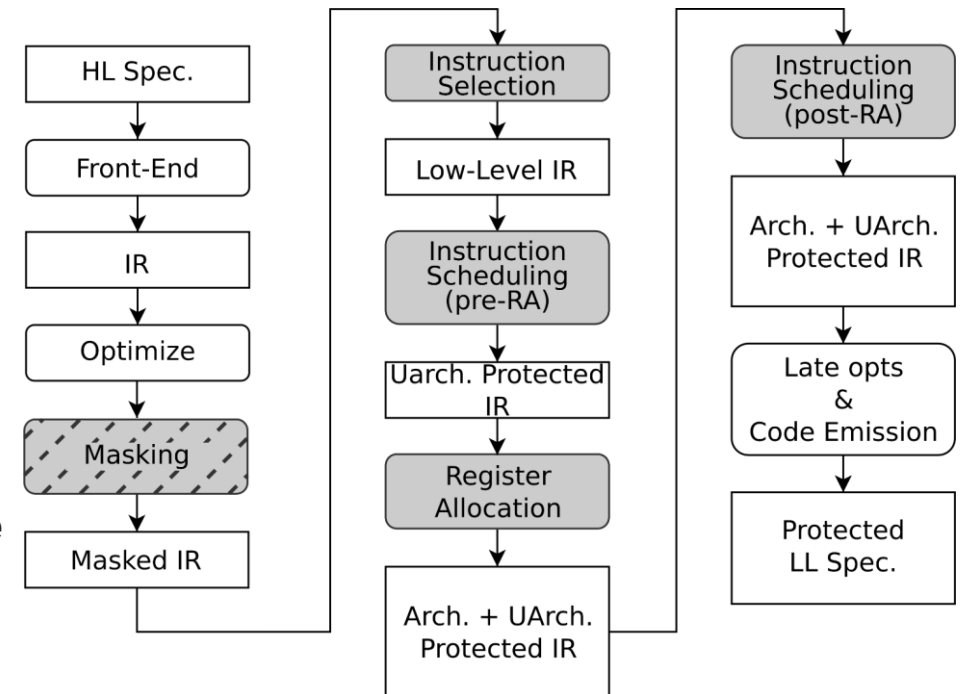 HL Spec.
Front-End
IR
Optimize
Masking
Masked IR
Instruction
Selection
Low-Level IR
Instruction
Scheduling
(pre-RA)
Uarch. Protected
IR
Register
Allocation
Arch. + UArch.
Protected IR
Instruction
Scheduling
(post-RA)
Arch. + UArch.
Protected IR
Late opts
&
Code Emission
Protected
LL Spec.